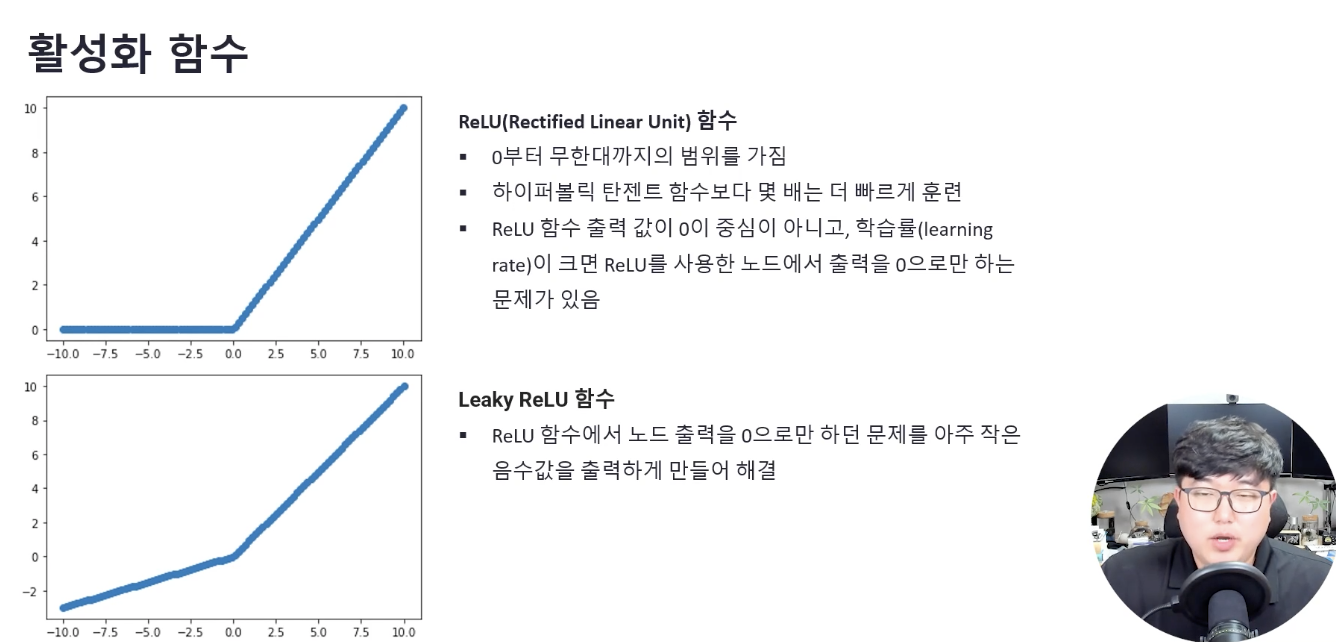 활성화 함수
10
8
6
4
2
0
−10.0 −7.5 −5.0 −2.5 0.0 2.5 5.0 7.5 10.0
ReLU(Rectified Linear Unit) 함수
▪ 0부터 무한대까지의 범위를 가짐
▪ 하이퍼볼릭 탄젠트 함수보다 몇 배는 더 빠르게 훈련
▪ ReLU 함수 출력 값이 0이 중심이 아니고, 학습률(learning
rate)이 크면 ReLU를 사용한 노드에서 출력을 0으로만 하는
문제가 있음
10
8
6
4
2
0
−2
−10.0 −7.5 −5.0 −2.5 0.0 2.5 5.0 7.5 10.0
Leaky ReLU 함수
▪ ReLU 함수에서 노드 출력을 0으로만 하던 문제를 아주 작은
음수값을 출력하게 만들어 해결